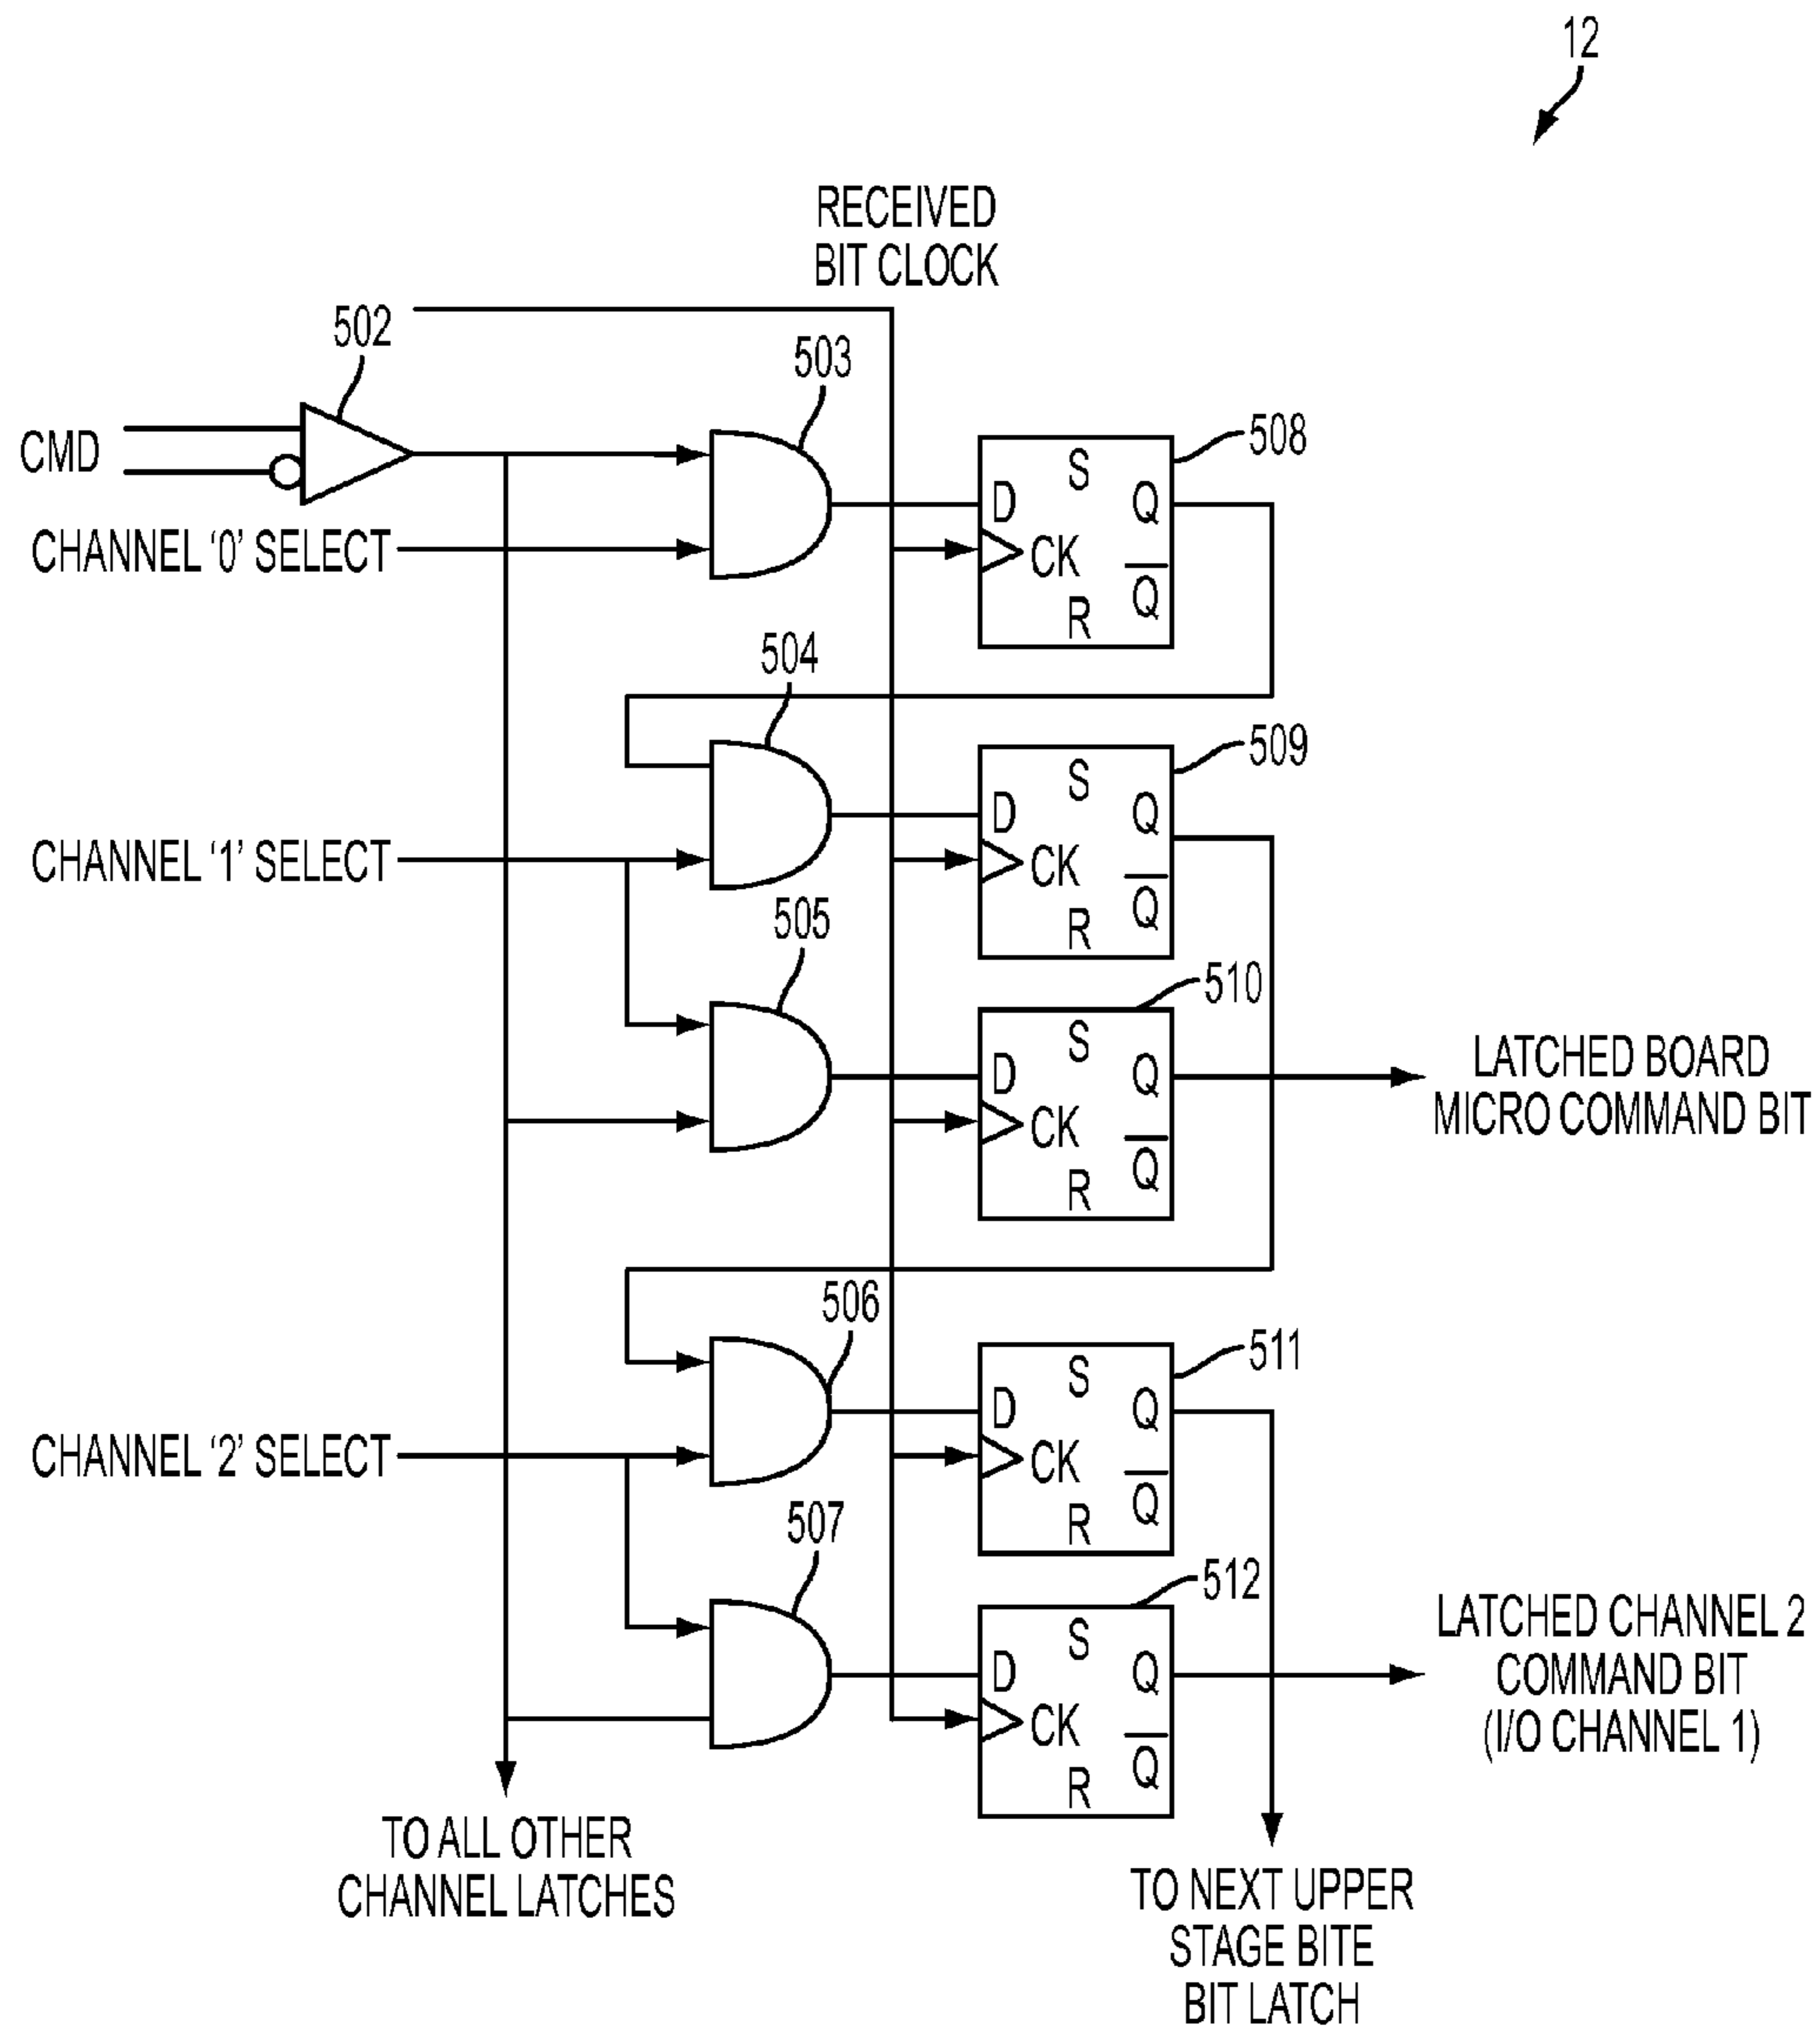 12
RECEIVED
BIT CLOCK
502
503
CMD
508
S
D
Q
CHANNEL '0' SELECT
CK
Q
R
504
509
S
D
Q
CHANNEL '1' SELECT
CK
Q
R
505
510
S
D
Q
LATCHED BOARD
MICRO COMMAND BIT
CK
Q
R
506
511
S
D
Q
CHANNEL '2' SELECT
CK
Q
R
507
512
S
D
Q
LATCHED CHANNEL 2
COMMAND BIT
(I/O CHANNEL 1)
CK
Q
R
TO ALL OTHER
CHANNEL LATCHES
TO NEXT UPPER
STAGE BITE
BIT LATCH